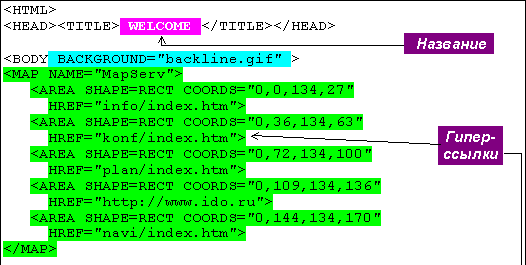 <HTML>
<HEAD><TITLE> WELCOME </TITLE></HEAD>
Название
<BODY BACKGROUND="backline.gif" >
<MAP NAME="MapServ">
<AREA SHAPE=RECT COORDS="0,0,134,27"
HREF="info/index.htm">
<AREA SHAPE=RECT COORDS="0,36,134,63"
HREF="konf/index.htm">
Гипер-
ссылки
<AREA SHAPE=RECT COORDS="0,72,134,100"
HREF="plan/index.htm">
<AREA SHAPE=RECT COORDS="0,109,134,136"
HREF="http://www.ido.ru">
<AREA SHAPE=RECT COORDS="0,144,134,170"
HREF="navi/index.htm">
</MAP>